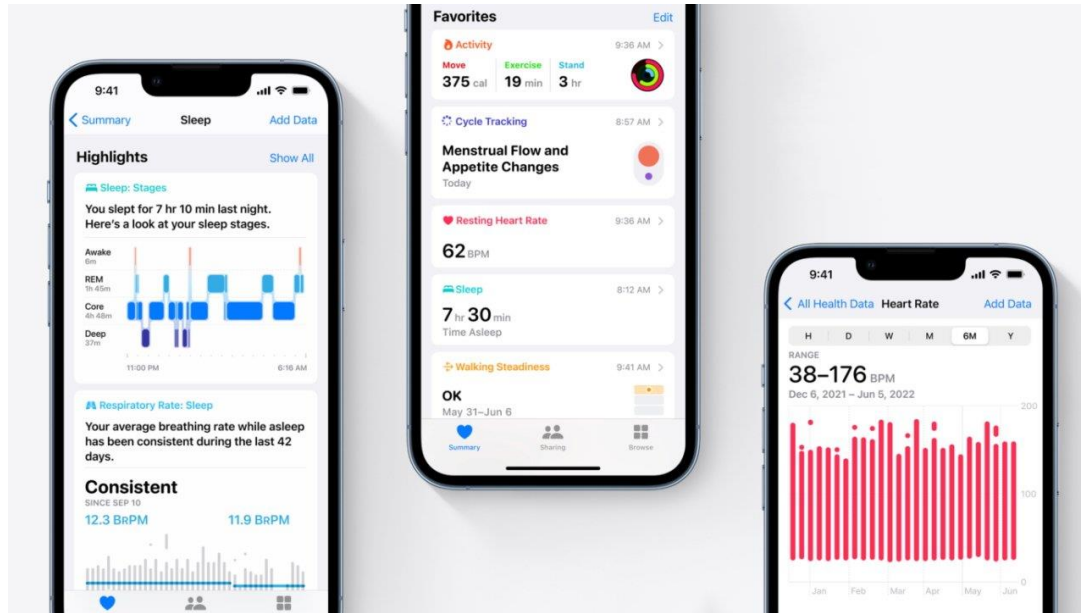 9:41
Summary
Sleep
Add Data
Highlights
Show All
Sleep: Stages
You slept for 7 hr 10 min last night.
Here's a look at your sleep stages.
Awake
6m
REM
1h 45m
Core
4h 48m
Deep
37m
11:00 PM
6:16 AM
Respiratory Rate: Sleep
Your average breathing rate while asleep
has been consistent during the last 42
days.
Consistent
SINCE SEP 10
12.3 BRPM
11.9 BRPM
Favorites
Edit
Activity
9:36 AM
Move
Exercise
Stand
375 cal
19 min
3 hr
Cycle Tracking
8:57 AM
Menstrual Flow and
Appetite Changes
Today
Resting Heart Rate
9:36 AM
62 BPM
Sleep
8:12 AM
7 hr 30 min
Time Asleep
Walking Steadiness
9:41 AM
OK
May 31–Jun 6
Summary
Sharing
Browse
9:41
All Health Data
Heart Rate
Add Data
H
D
W
M
6M
Y
RANGE
38–176 BPM
Dec 6, 2021 – Jun 5, 2022
200
100
0
Jan
Feb
Mar
Apr
May
Jun